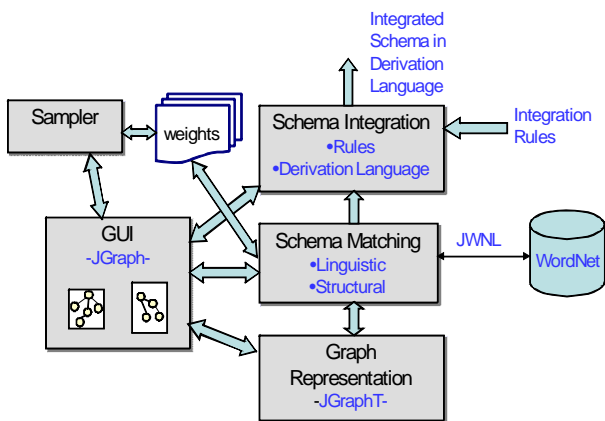 Integrated
Schema in
Derivation
Language
Sampler
weights
Schema Integration
•Rules
•Derivation Language
Integration
Rules
GUI
-JGraph-
Schema Matching
•Linguistic
•Structural
JWNL
WordNet
Graph
Representation
-JGraphT-